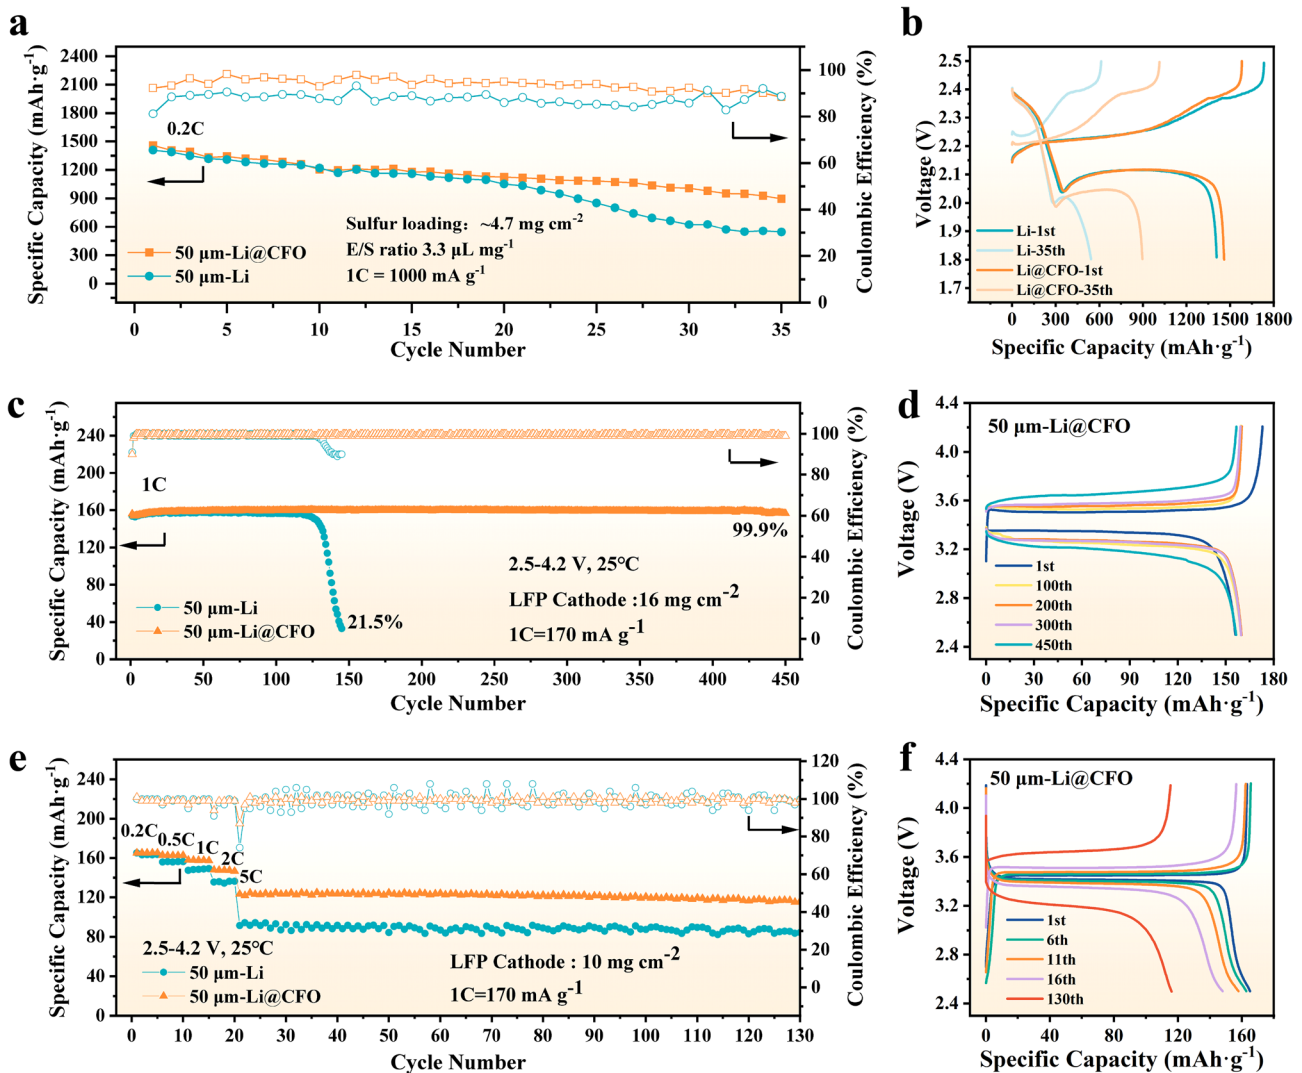 a
Specific Capacity (mAh·g-1)
2400
2100
1800
1500
1200
900
600
300
0
0.2C
Sulfur loading: ~4.7 mg cm-2
E/S ratio 3.3 μL mg-1
1C = 1000 mA g-1
50 μm-Li@CFO
50 μm-Li
0 5 10 15 20 25 30 35
Cycle Number
100
80
60
40
20
0
Coulombic Efficiency (%)
b
Voltage (V)
2.5
2.4
2.3
2.2
2.1
2.0
1.9
1.8
1.7
Li-1st
Li-35th
Li@CFO-1st
Li@CFO-35th
0 300 600 900 1200 1500 1800
Specific Capacity (mAh·g-1)
c
Specific Capacity (mAh·g-1)
240
200
160
120
80
40
0
1C
99.9%
21.5%
2.5-4.2 V, 25°C
LFP Cathode :16 mg cm-2
1C=170 mA g-1
50 μm-Li
50 μm-Li@CFO
0 50 100 150 200 250 300 350 400 450
Cycle Number
100
80
60
40
20
0
Coulombic Efficiency (%)
d
50 μm-Li@CFO
Voltage (V)
4.4
4.0
3.6
3.2
2.8
2.4
1st
100th
200th
300th
450th
0 30 60 90 120 150 180
Specific Capacity (mAh·g-1)
e
Specific Capacity (mAh·g-1)
240
200
160
120
80
40
0
0.2C
0.5C
1C
2C
5C
2.5-4.2 V, 25°C
50 μm-Li
50 μm-Li@CFO
LFP Cathode : 10 mg cm-2
1C=170 mA g-1
0 10 20 30 40 50 60 70 80 90 100 110 120 130
Cycle Number
120
100
80
60
40
20
0
Coulombic Efficiency (%)
f
50 μm-Li@CFO
Voltage (V)
4.4
4.0
3.6
3.2
2.8
2.4
1st
6th
11th
16th
130th
0 40 80 120 160
Specific Capacity (mAh·g-1)